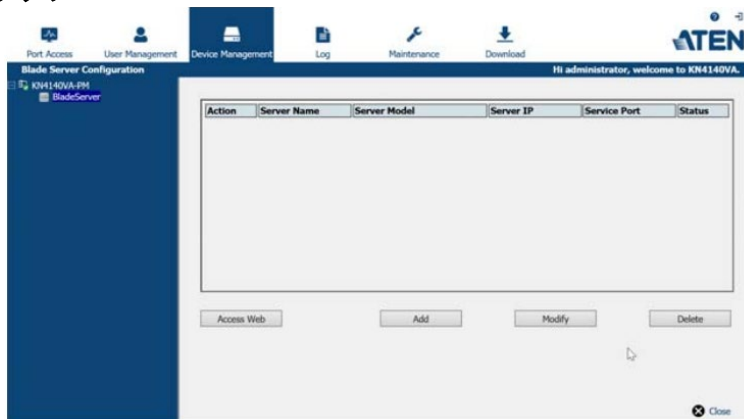 ATEN
Port Access User Management Device Management Log Maintenance Download
Blade Server Configuration
Hi administrator, welcome to KN4140VA.
KN4140VA-PM
BladeServer
Action Server Name Server Model Server IP Service Port Status
Access Web Add Modify Delete
Close